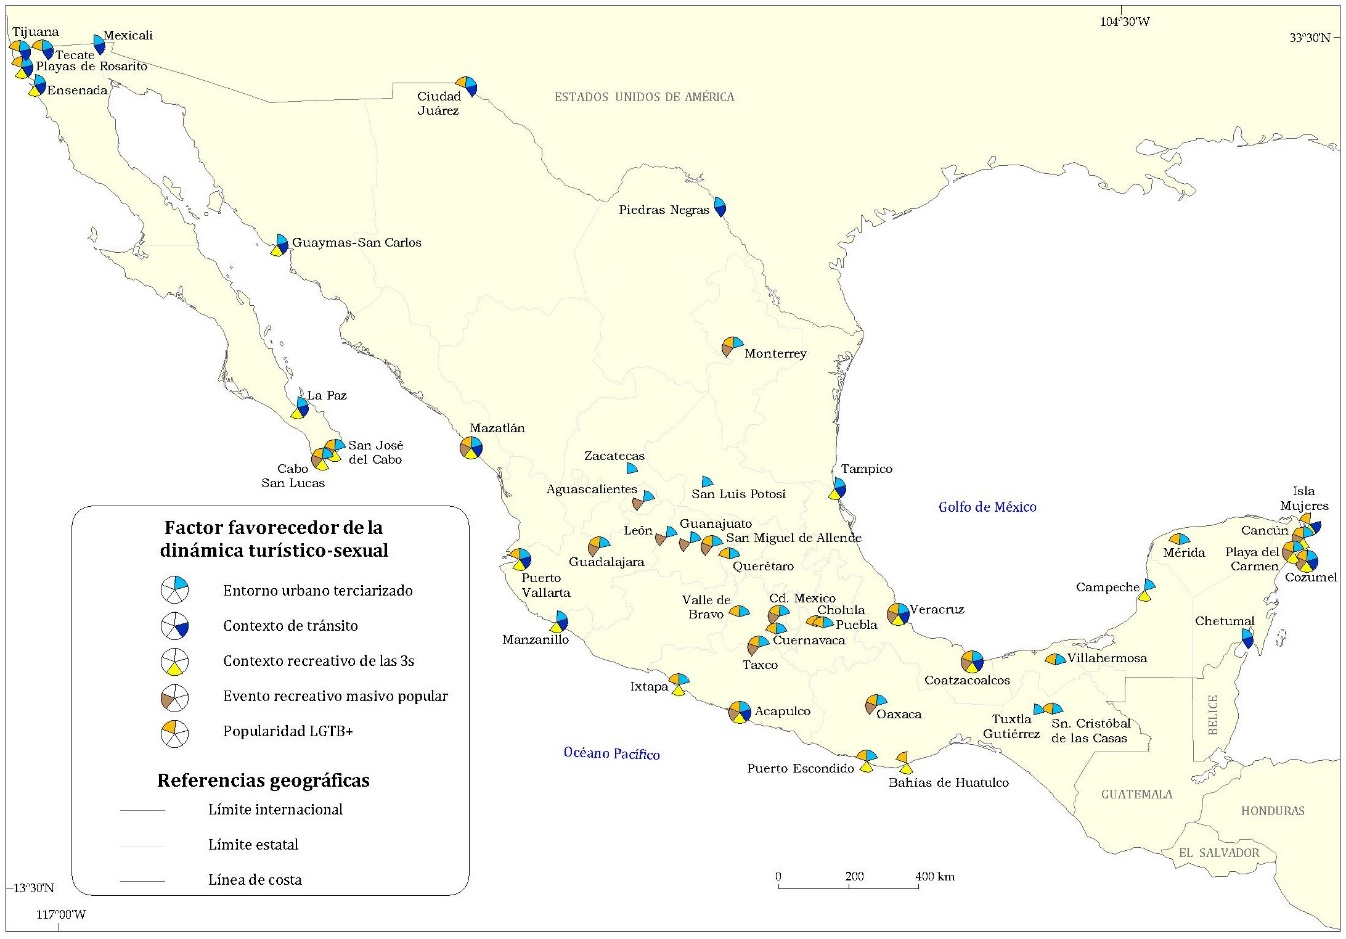 104°30'W
33°30'N
Tijuana
Mexicali
Tecate
Playas de Rosarito
Ensenada
Ciudad
Juárez
ESTADOS UNIDOS DE AMÉRICA
Piedras Negras
Guaymas-San Carlos
Monterrey
La Paz
San José
del Cabo
Cabo
San Lucas
Mazatlán
Zacatecas
Aguascalientes
San Luis Potosí
Tampico
Golfo de México
León
Guanajuato
San Miguel de Allende
Guadalajara
Querétaro
Puerto
Vallarta
Manzanillo
Valle de
Bravo
Cd. Mexico
Cholula
Puebla
Cuernavaca
Taxco
Veracruz
Isla
Mujeres
Cancún
Mérida
Playa del
Carmen
Cozumel
Campeche
Chetumal
Villahermosa
Coatzacoalcos
Ixtapa
Acapulco
Oaxaca
Tuxtla
Gutiérrez
Sn. Cristóbal
de las Casas
Puerto Escondido
Bahías de Huatulco
Océano Pacífico
BELICE
GUATEMALA
HONDURAS
EL SALVADOR
Factor favorecedor de la
dinámica turístico-sexual
Entorno urbano terciarizado
Contexto de tránsito
Contexto recreativo de las 3s
Evento recreativo masivo popular
Popularidad LGTB+
Referencias geográficas
Límite internacional
Límite estatal
Línea de costa
0 200 400 km
13°30'N
117°00'W